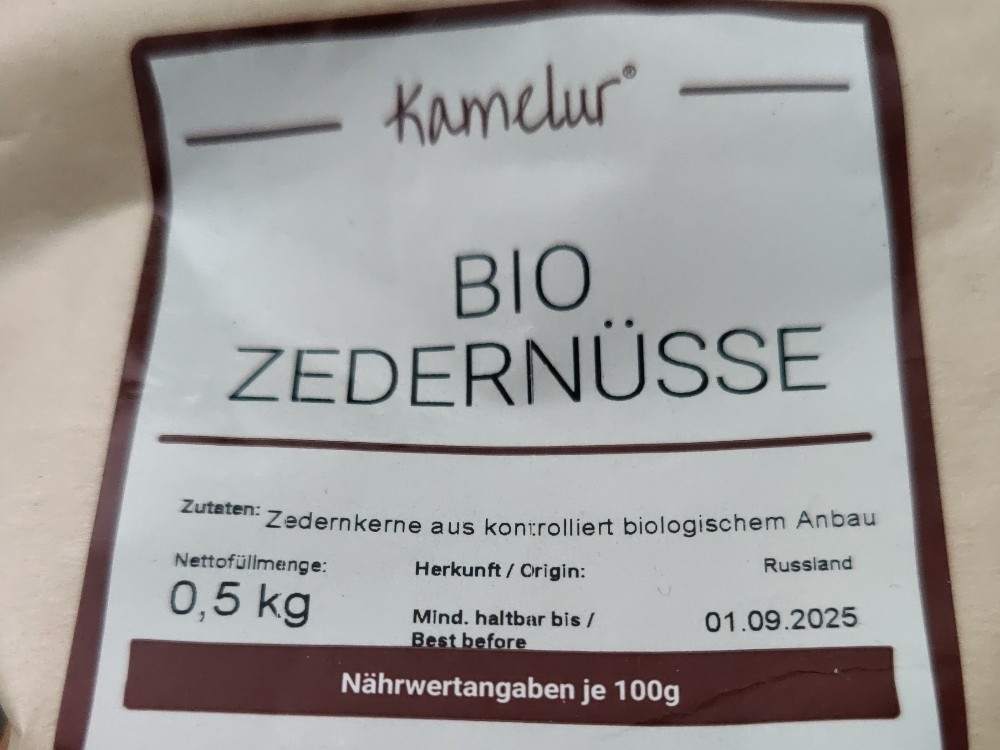 Kamelur®
BIO
ZEDERNÜSSE
Zutaten: Zedernkerne aus kontrolliert biologischem Anbau
Nettofüllmenge:
0,5 kg
Herkunft / Origin: Russland
Mind. haltbar bis / 01.09.2025
Best before
Nährwertangaben je 100g